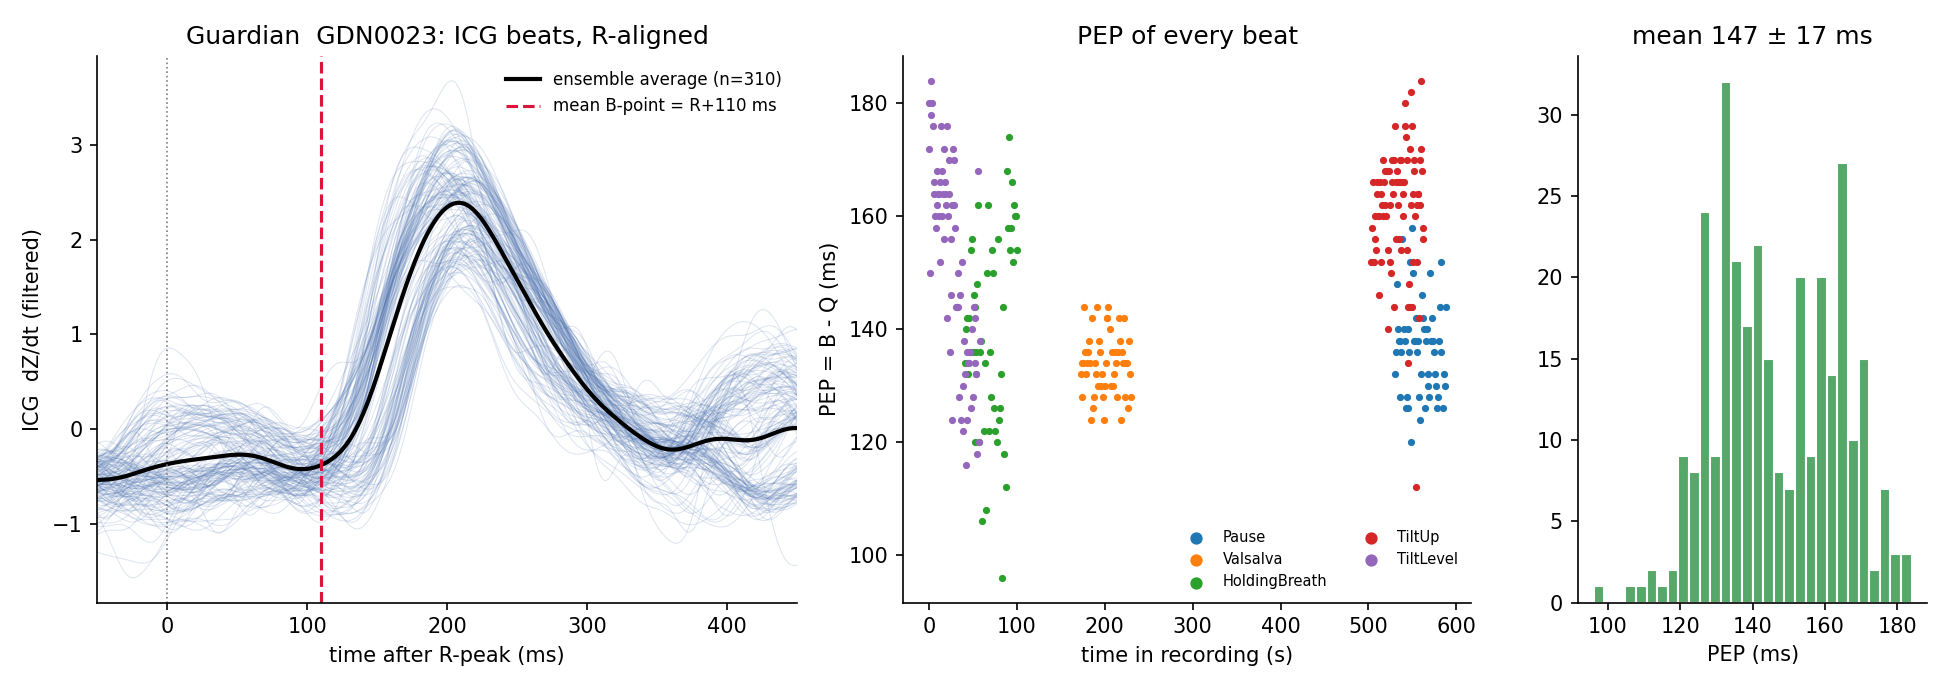 Guardian  GDN0023: ICG beats, R-aligned
ensemble average (n=310)
mean B-point = R+110 ms
ICG  dZ/dt (filtered)
3
2
1
0
−1
0
100
200
300
400
time after R-peak (ms)
PEP of every beat
PEP = B - Q (ms)
180
160
140
120
100
Pause
Valsalva
HoldingBreath
TiltUp
TiltLevel
0
100
200
300
400
500
600
time in recording (s)
mean 147 ± 17 ms
30
25
20
15
10
5
0
100
120
140
160
180
PEP (ms)